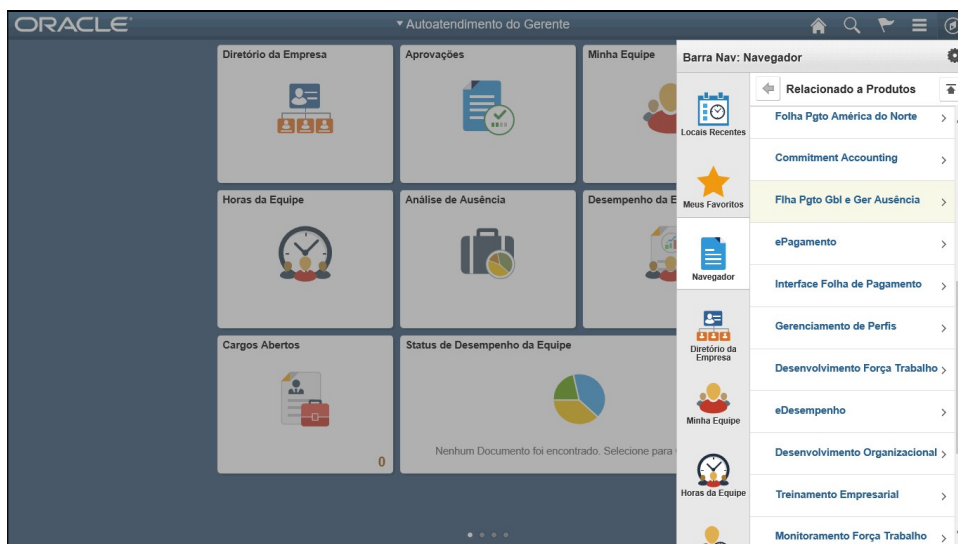 ORACLE
Autoatendimento do Gerente
Diretório da Empresa
Aprovações
Minha Equipe
Horas da Equipe
Análise de Ausência
Desempenho da E
Cargos Abertos
0
Status de Desempenho da Equipe
Nenhum Documento foi encontrado. Selecione para
Barra Nav: Navegador
Locais Recentes
Meus Favoritos
Navegador
Diretório da
Empresa
Minha Equipe
Horas da Equipe
Relacionado a Produtos
Folha Pgto América do Norte
Commitment Accounting
Flha Pgto Gbl e Ger Ausência
ePagamento
Interface Folha de Pagamento
Gerenciamento de Perfis
Desenvolvimento Força Trabalho
eDesempenho
Desenvolvimento Organizacional
Treinamento Empresarial
Monitoramento Força Trabalho